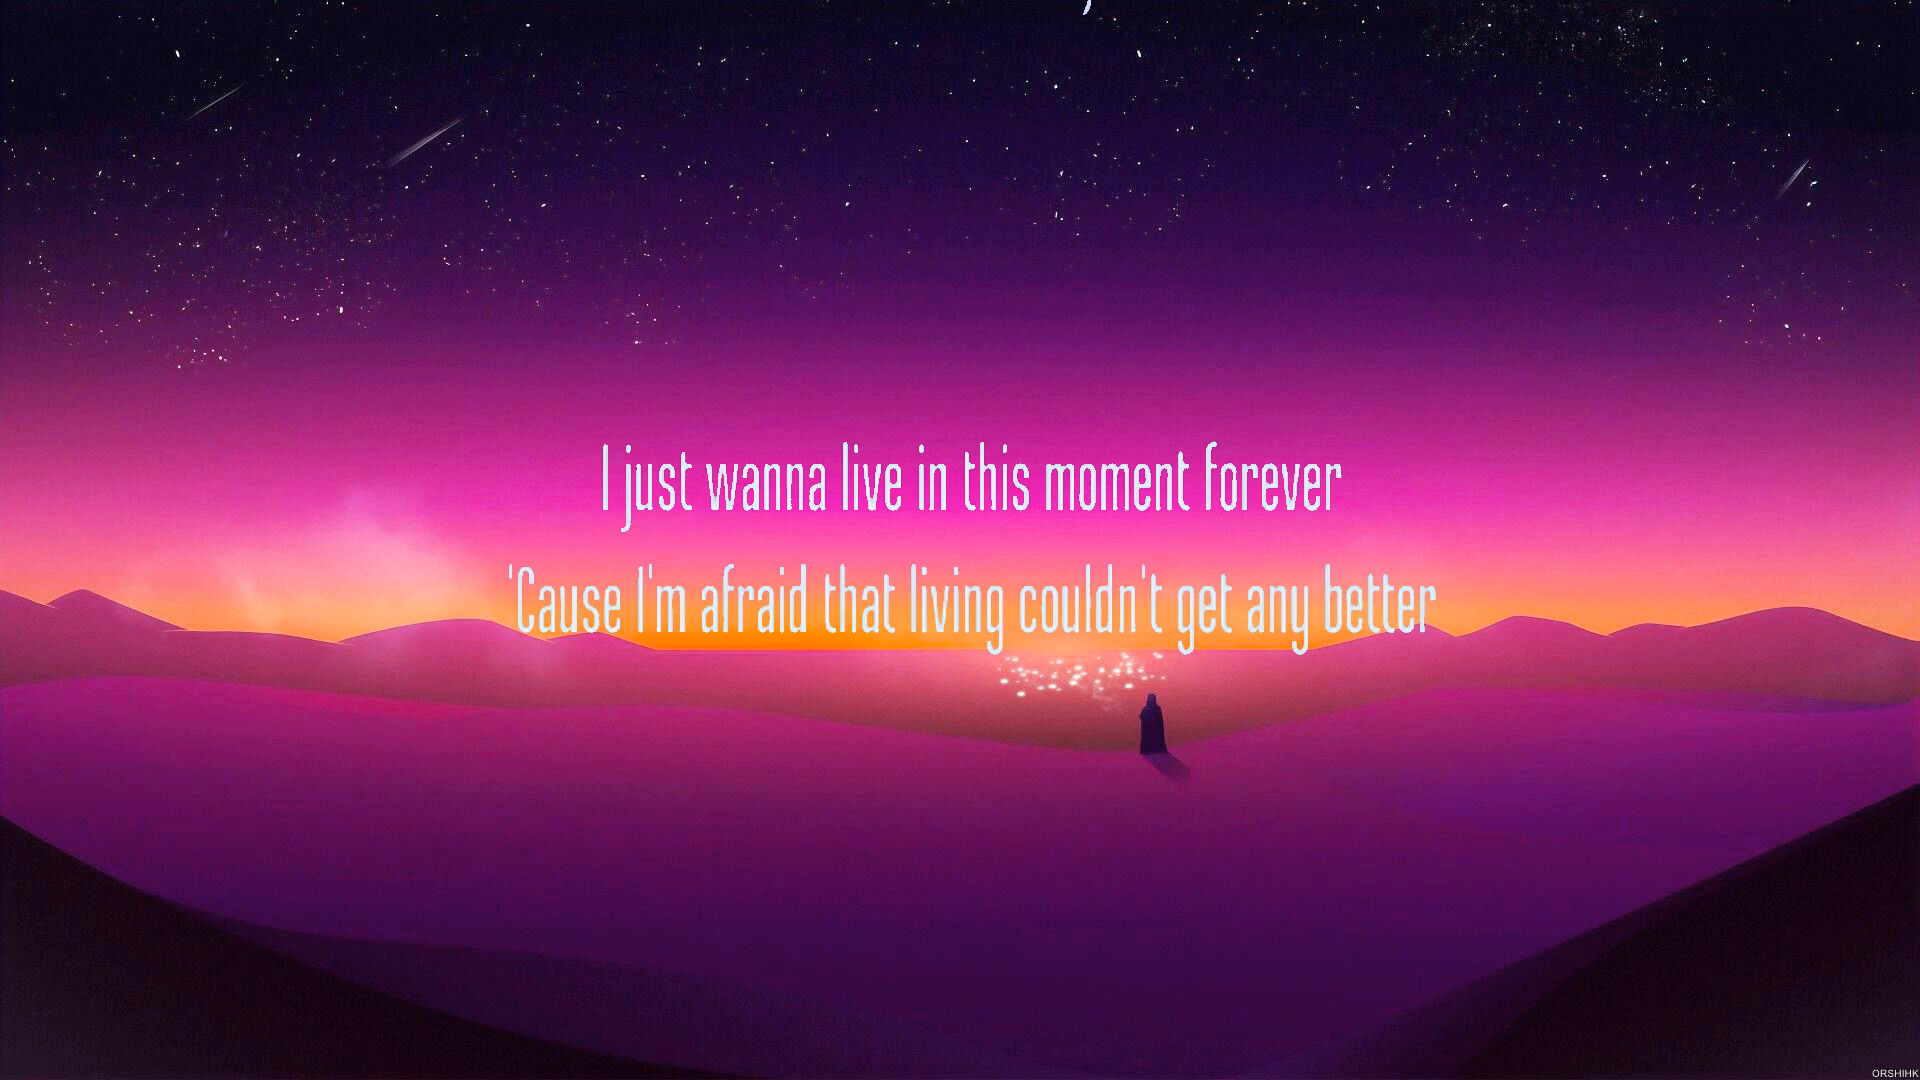 I just wanna live in this moment forever
'Cause I'm afraid that living couldn't get any better
ORSHIHK